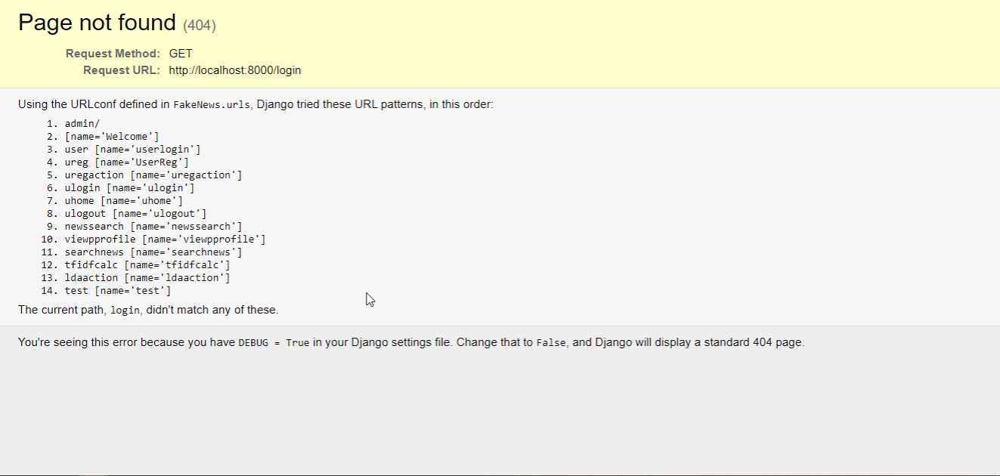 Page not found (404)
Request Method: GET
Request URL: http://localhost:8000/login
Using the URLconf defined in FakeNews.urls, Django tried these URL patterns, in this order:
1. admin/
2. [name='Welcome']
3. user [name='userlogin']
4. ureg [name='UserReg']
5. uregaction [name='uregaction']
6. ulogin [name='ulogin']
7. uhome [name='uhome']
8. ulogout [name='ulogout']
9. newssearch [name='newssearch']
10. viewpprofile [name='viewpprofile']
11. searchnews [name='searchnews']
12. tfidfcalc [name='tfidfcalc']
13. ldaaction [name='ldaaction']
14. test [name='test']
The current path, login, didn't match any of these.
You're seeing this error because you have DEBUG = True in your Django settings file. Change that to False, and Django will display a standard 404 page.